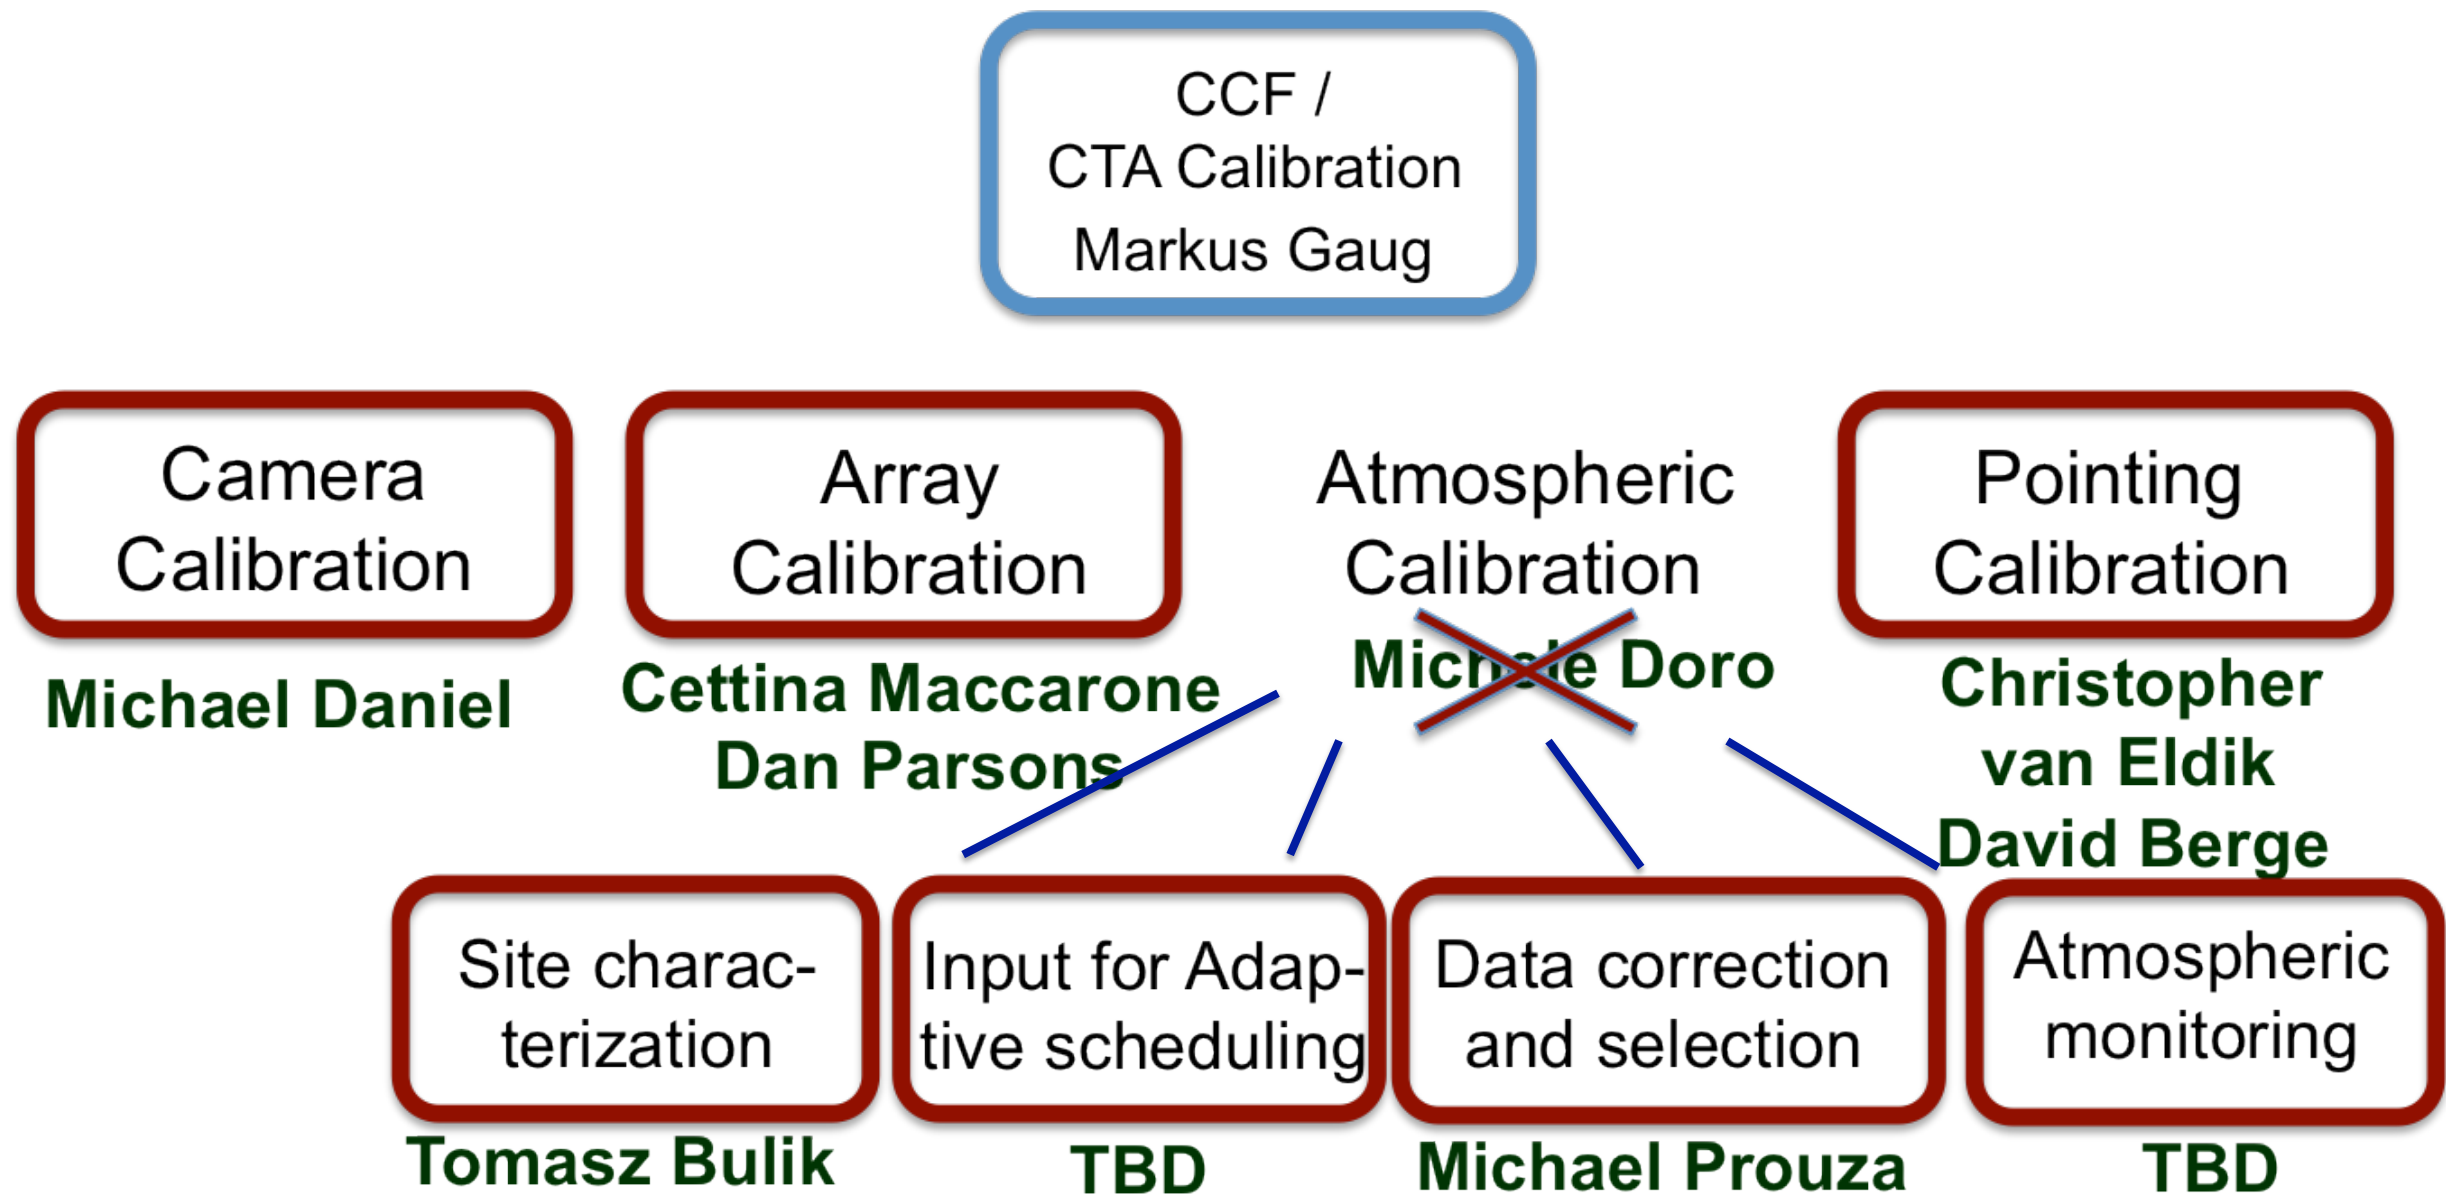 CCF /
CTA Calibration
Markus Gaug
Camera
Calibration
Michael Daniel
Array
Calibration
Cettina Maccarone
Dan Parsons
Atmospheric
Calibration
Michele Doro
Pointing
Calibration
Christopher
van Eldik
David Berge
Site charac-
terization
Tomasz Bulik
Input for Adap-
tive scheduling
TBD
Data correction
and selection
Michael Prouza
Atmospheric
monitoring
TBD